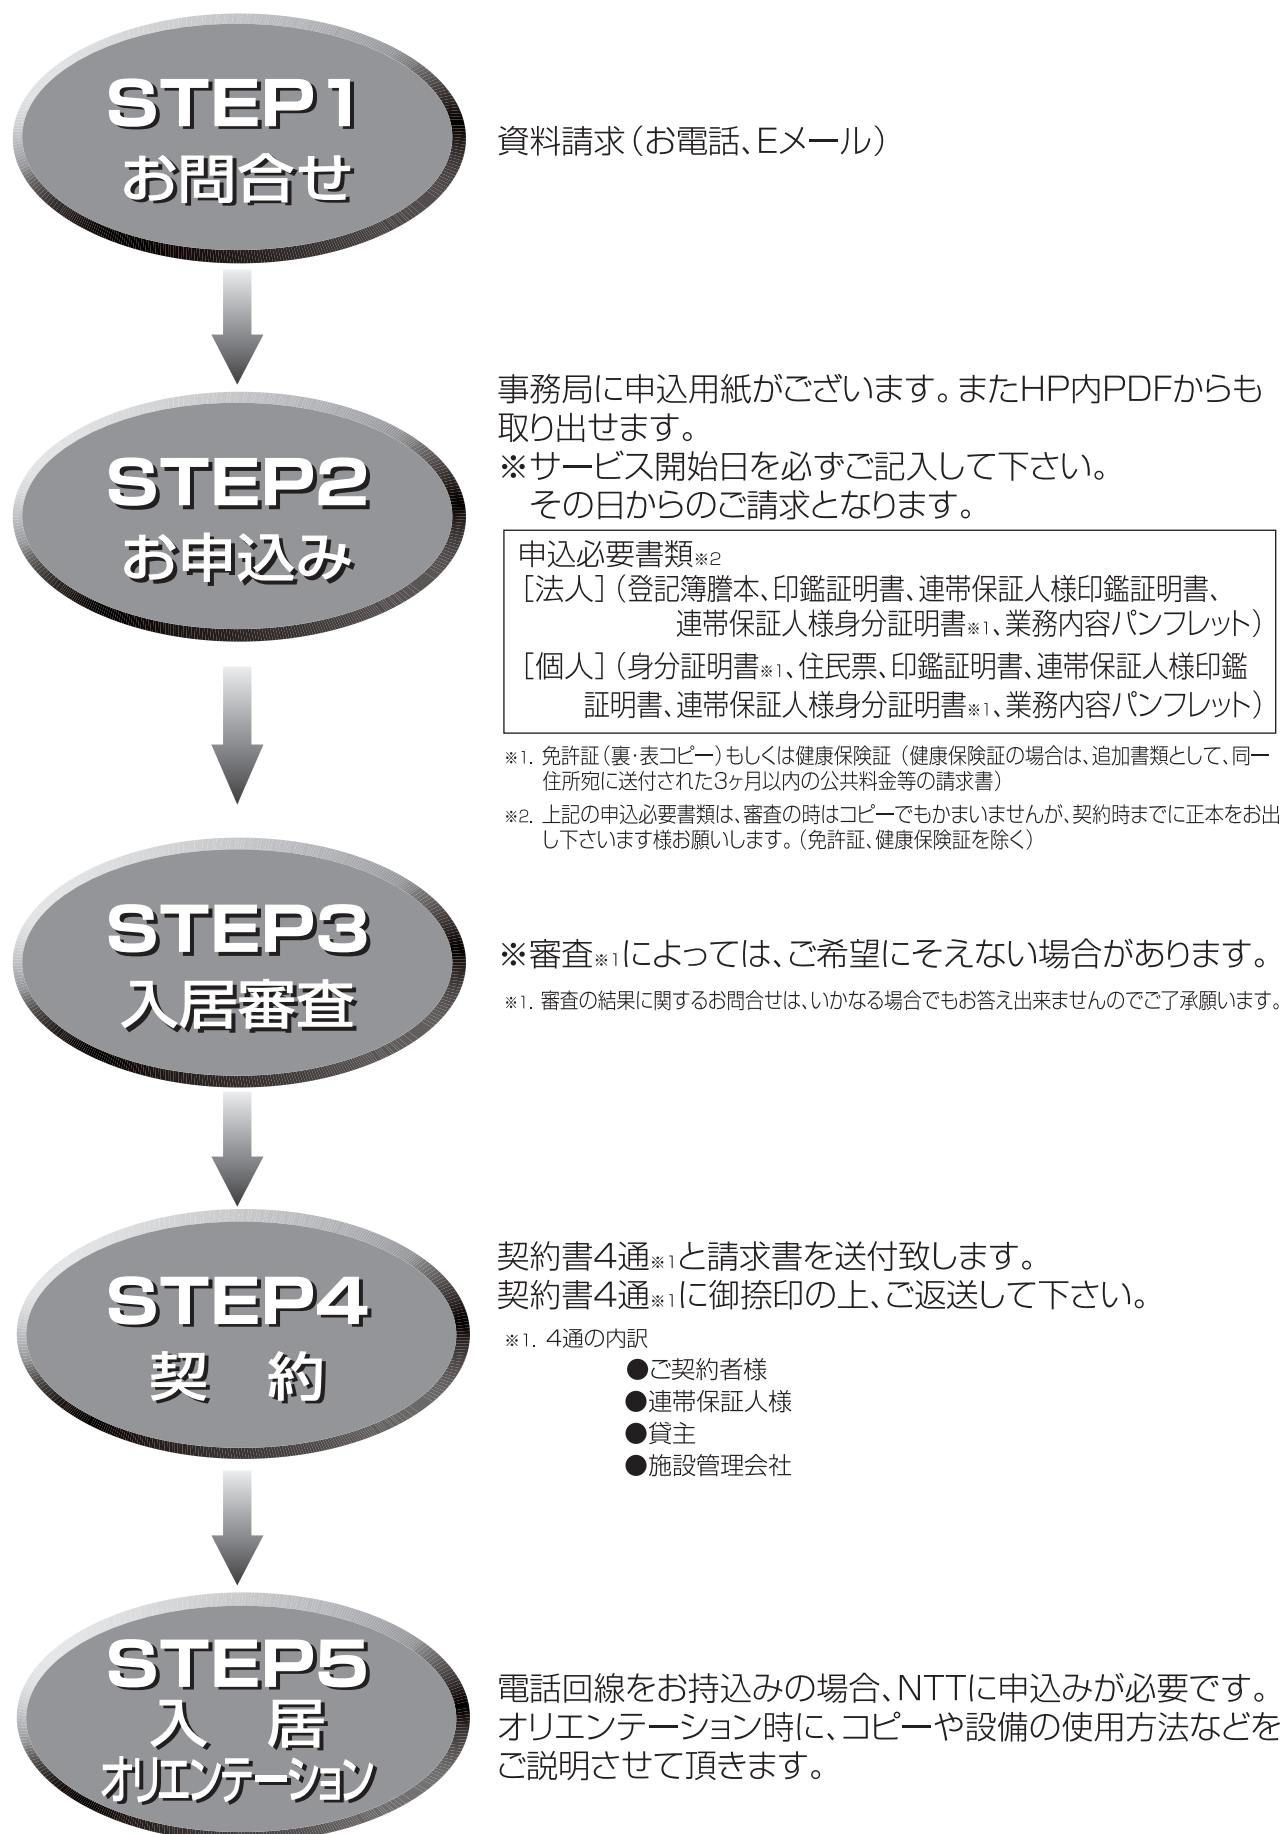 STEP1
お問合せ
資料請求（お電話、Eメール）
STEP2
お申込み
事務局に申込用紙がございます。またHP内PDFからも
取り出せます。
※サービス開始日を必ずご記入して下さい。
その日からのご請求となります。
申込必要書類※2
［法人］（登記簿謄本、印鑑証明書、連帯保証人様印鑑証明書、
連帯保証人様身分証明書※1、業務内容パンフレット）
［個人］（身分証明書※1、住民票、印鑑証明書、連帯保証人様印鑑
証明書、連帯保証人様身分証明書※1、業務内容パンフレット）
※1. 免許証（裏・表コピー）もしくは健康保険証（健康保険証の場合は、追加書類として、同一
住所宛に送付された3ヶ月以内の公共料金等の請求書）
※2. 上記の申込必要書類は、審査の時はコピーでもかまいませんが、契約時までに正本をお出
し下さいます様お願いします。（免許証、健康保険証を除く）
STEP3
入居審査
※審査※1によっては、ご希望にそえない場合があります。
※1. 審査の結果に関するお問合せは、いかなる場合でもお答え出来ませんのでご了承願います。
STEP4
契　約
契約書4通※1と請求書を送付致します。
契約書4通※1に御捺印の上、ご返送して下さい。
※1. 4通の内訳
●ご契約者様
●連帯保証人様
●貸主
●施設管理会社
STEP5
入　居
オリエンテーション
電話回線をお持込みの場合、NTTに申込みが必要です。
オリエンテーション時に、コピーや設備の使用方法などを
ご説明させて頂きます。